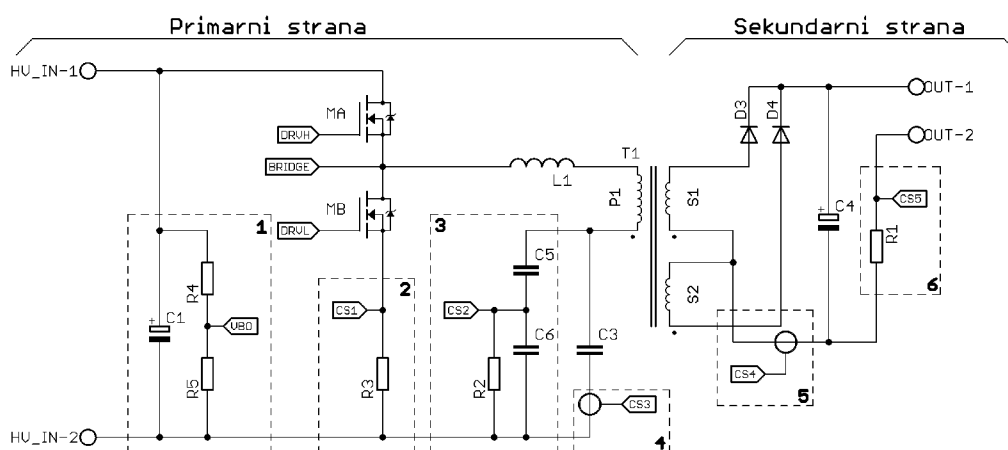 Primarni strana
Sekundarni strana
HV_IN-1
OUT-1
MA
D3
D4
DRVH
OUT-2
T1
BRIDGE
L1
P1
S1
MB
CS5
C4
R1
DRVL
1
3
C5
6
R4
2
S2
CS1
CS2
+
C1
VBO
C6
C3
R5
R3
R2
CS4
5
CS3
HV_IN-2
4